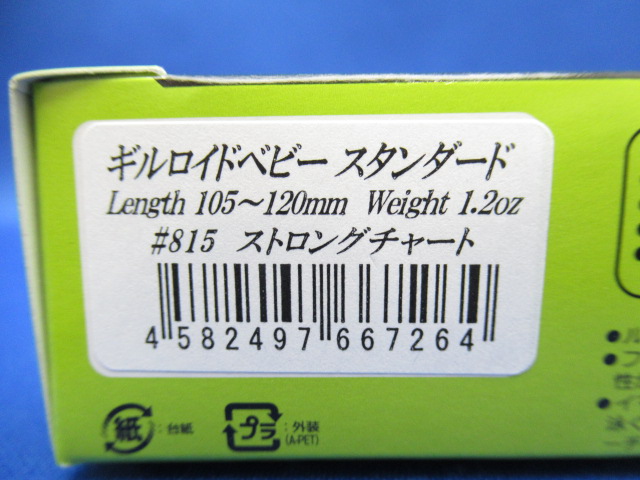 ギルロイドベビー スタンダード
Length 105～120mm Weight 1.2oz
#815 ストロングチャート
4 582497 667264
紙 :台紙
プラ :外装
(A-PET)